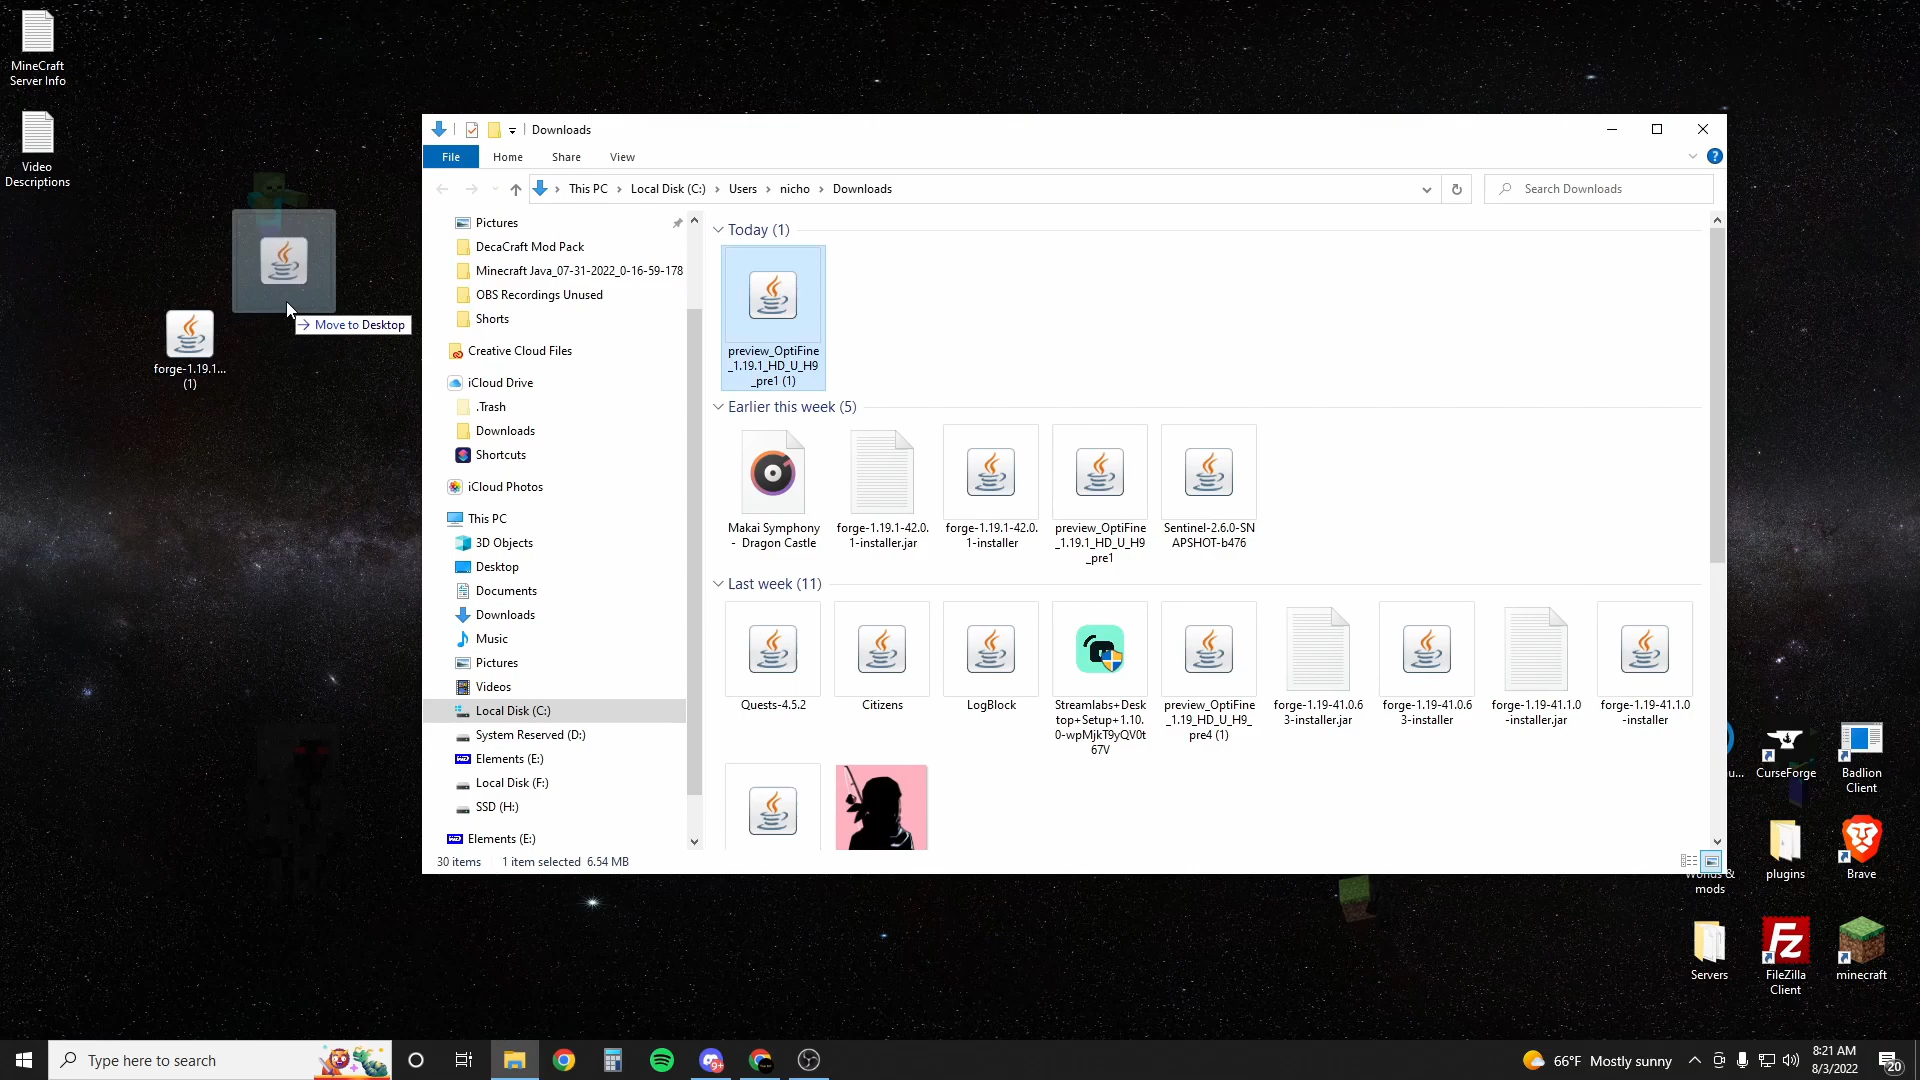 MineCraft
Server Info
Video
Descriptions
forge-1.19.1...
(1)
Move to Desktop
Downloads
File
Home
Share
View
This PC
Local Disk (C:)
Users
nicho
Downloads
Search Downloads
Pictures
DecaCraft Mod Pack
Minecraft Java_07-31-2022_0-16-59-178
OBS Recordings Unused
Shorts
Creative Cloud Files
iCloud Drive
.Trash
Downloads
Shortcuts
iCloud Photos
This PC
3D Objects
Desktop
Documents
Downloads
Music
Pictures
Videos
Local Disk (C:)
System Reserved (D:)
Elements (E:)
Local Disk (F:)
SSD (H:)
Elements (E:)
Today (1)
preview_OptiFine
_1.19.1_HD_U_H9
_pre1 (1)
Earlier this week (5)
Makai Symphony
- Dragon Castle
forge-1.19.1-42.0.
1-installer.jar
forge-1.19.1-42.0.
1-installer
preview_OptiFine
_1.19.1_HD_U_H9
_pre1
Sentinel-2.6.0-SN
APSHOT-b476
Last week (11)
Quests-4.5.2
Citizens
LogBlock
Streamlabs+Desk
top+Setup+1.10.
0-wpMjkT9yQV0t
67V
preview_OptiFine
_1.19_HD_U_H9_
pre4 (1)
forge-1.19-41.0.6
3-installer.jar
forge-1.19-41.0.6
3-installer
forge-1.19-41.1.0
-installer.jar
forge-1.19-41.1.0
-installer
30 items
1 item selected 6.54 MB
CurseForge
Badlion
Client
Worlds &
mods
plugins
Brave
Servers
FileZilla
Client
minecraft
Type here to search
9+
66°F Mostly sunny
8:21 AM
8/3/2022
20